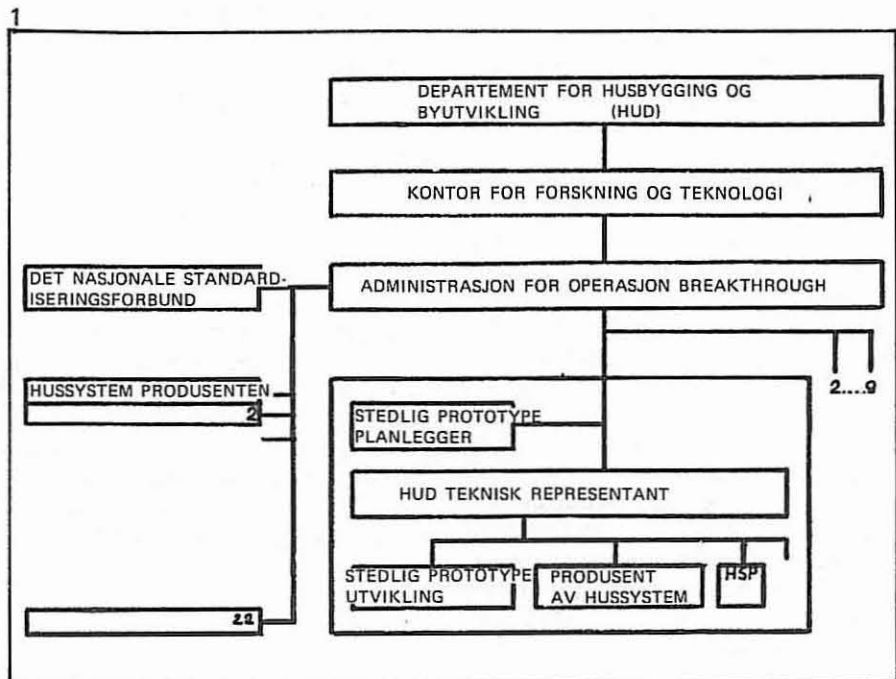 1
DEPARTEMENT FOR HUSBYGGING OG
BYUTVIKLING (HUD)
KONTOR FOR FORSKNING OG TEKNOLOGI
DET NASJONALE STANDARD-
ISERINGSFORBUND
ADMINISTRASJON FOR OPERASJON BREAKTHROUGH
2....9
HUSSYSTEM PRODUSENTEN
2
STEDLIG PROTOTYPE
PLANLEGGER
HUD TEKNISK REPRESENTANT
STEDLIG PROTOTYPE
UTVIKLING
PRODUSENT
AV HUSSYSTEM
HSP
22